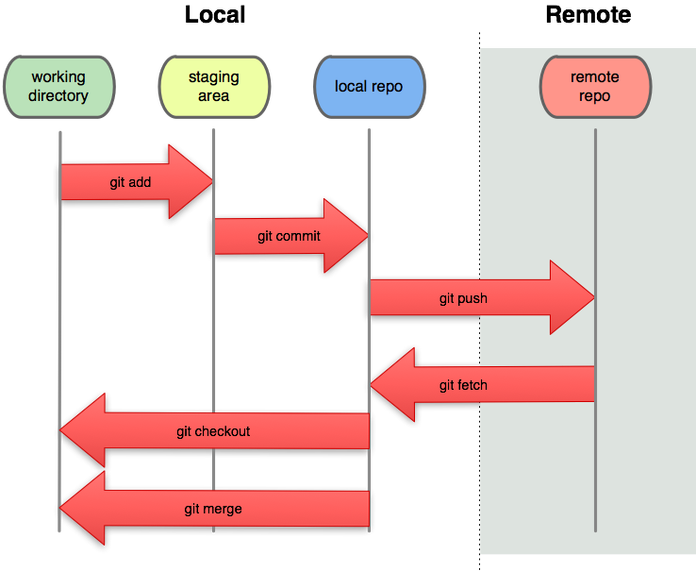 Local
Remote
working
directory
staging
area
local repo
remote
repo
git add
git commit
git push
git fetch
git checkout
git merge